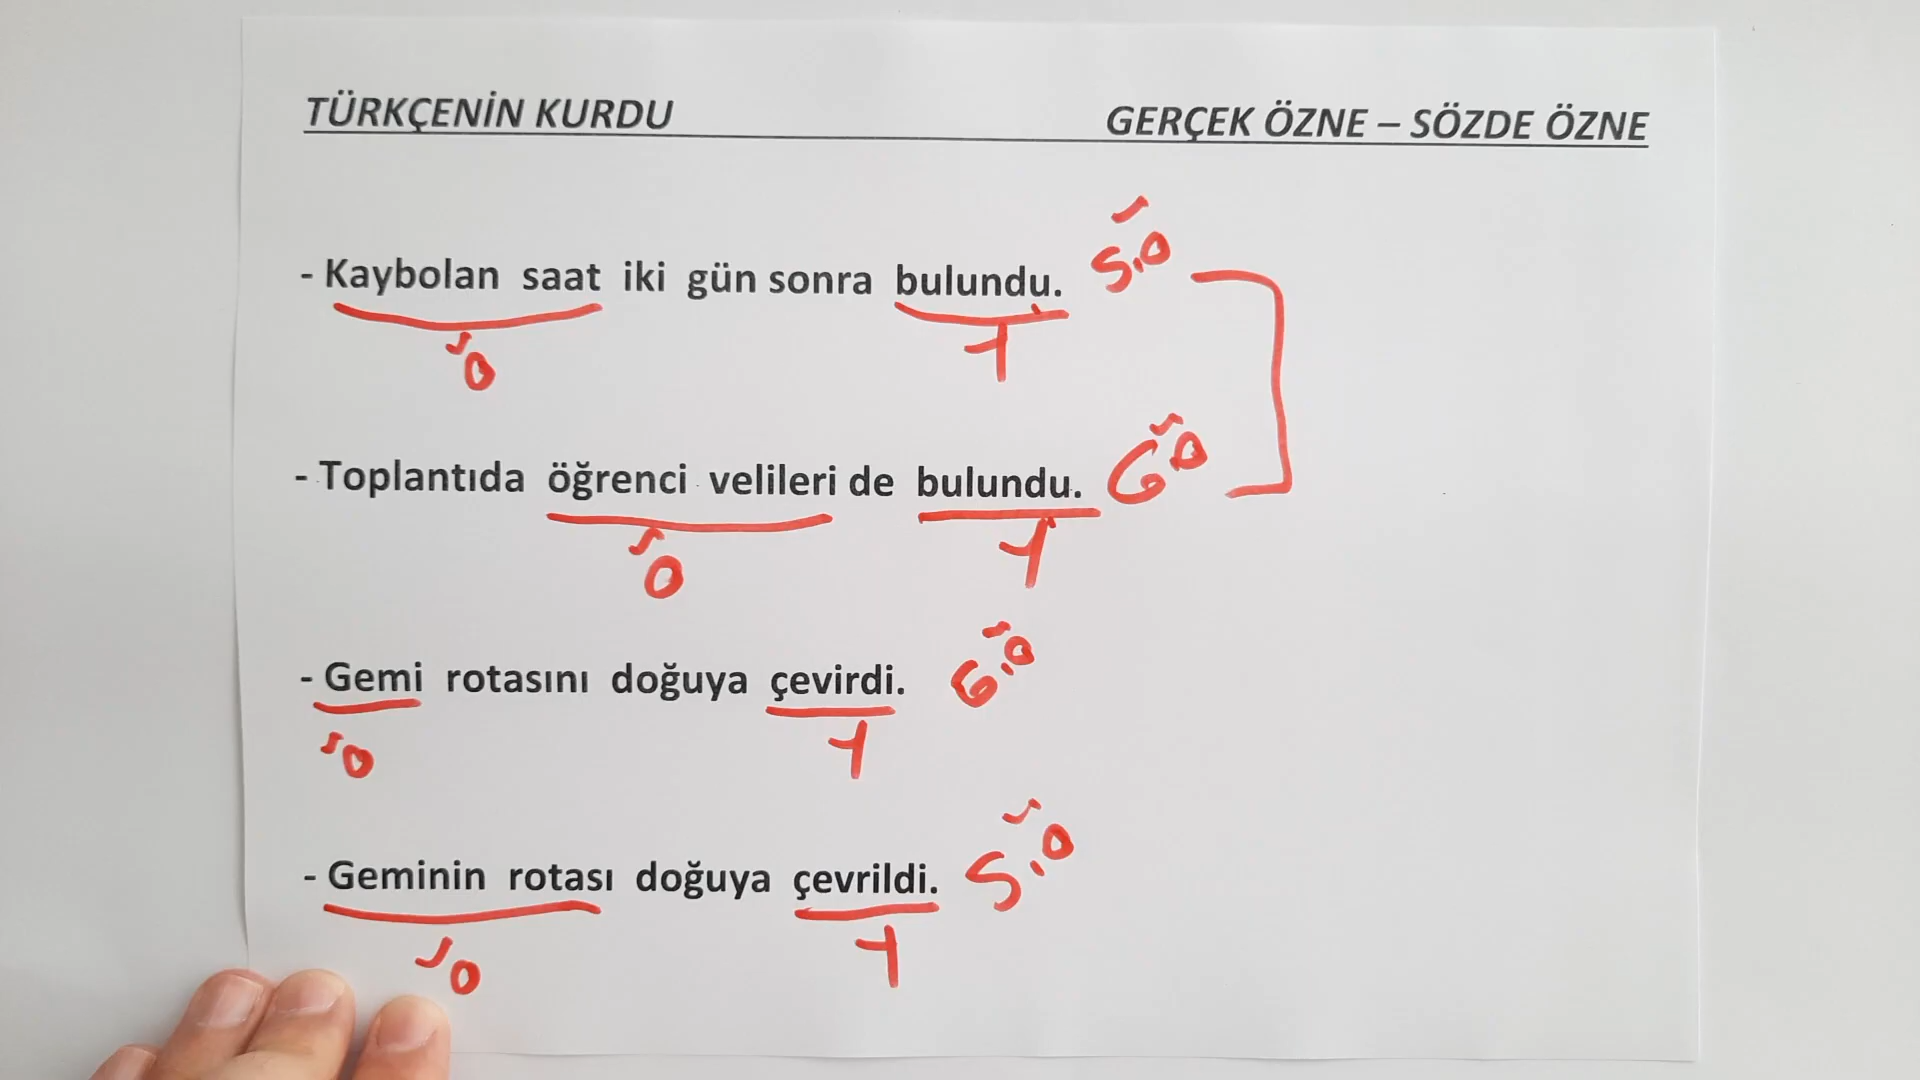 TÜRKÇENİN KURDU
GERÇEK ÖZNE – SÖZDE ÖZNE
- Kaybolan saat iki gün sonra bulundu. S.Ö
Ö Y
- Toplantıda öğrenci velileri de bulundu. GÖ
Ö Y
- Gemi rotasını doğuya çevirdi. G.Ö
Ö Y
- Geminin rotası doğuya çevrildi. S.Ö
Ö Y